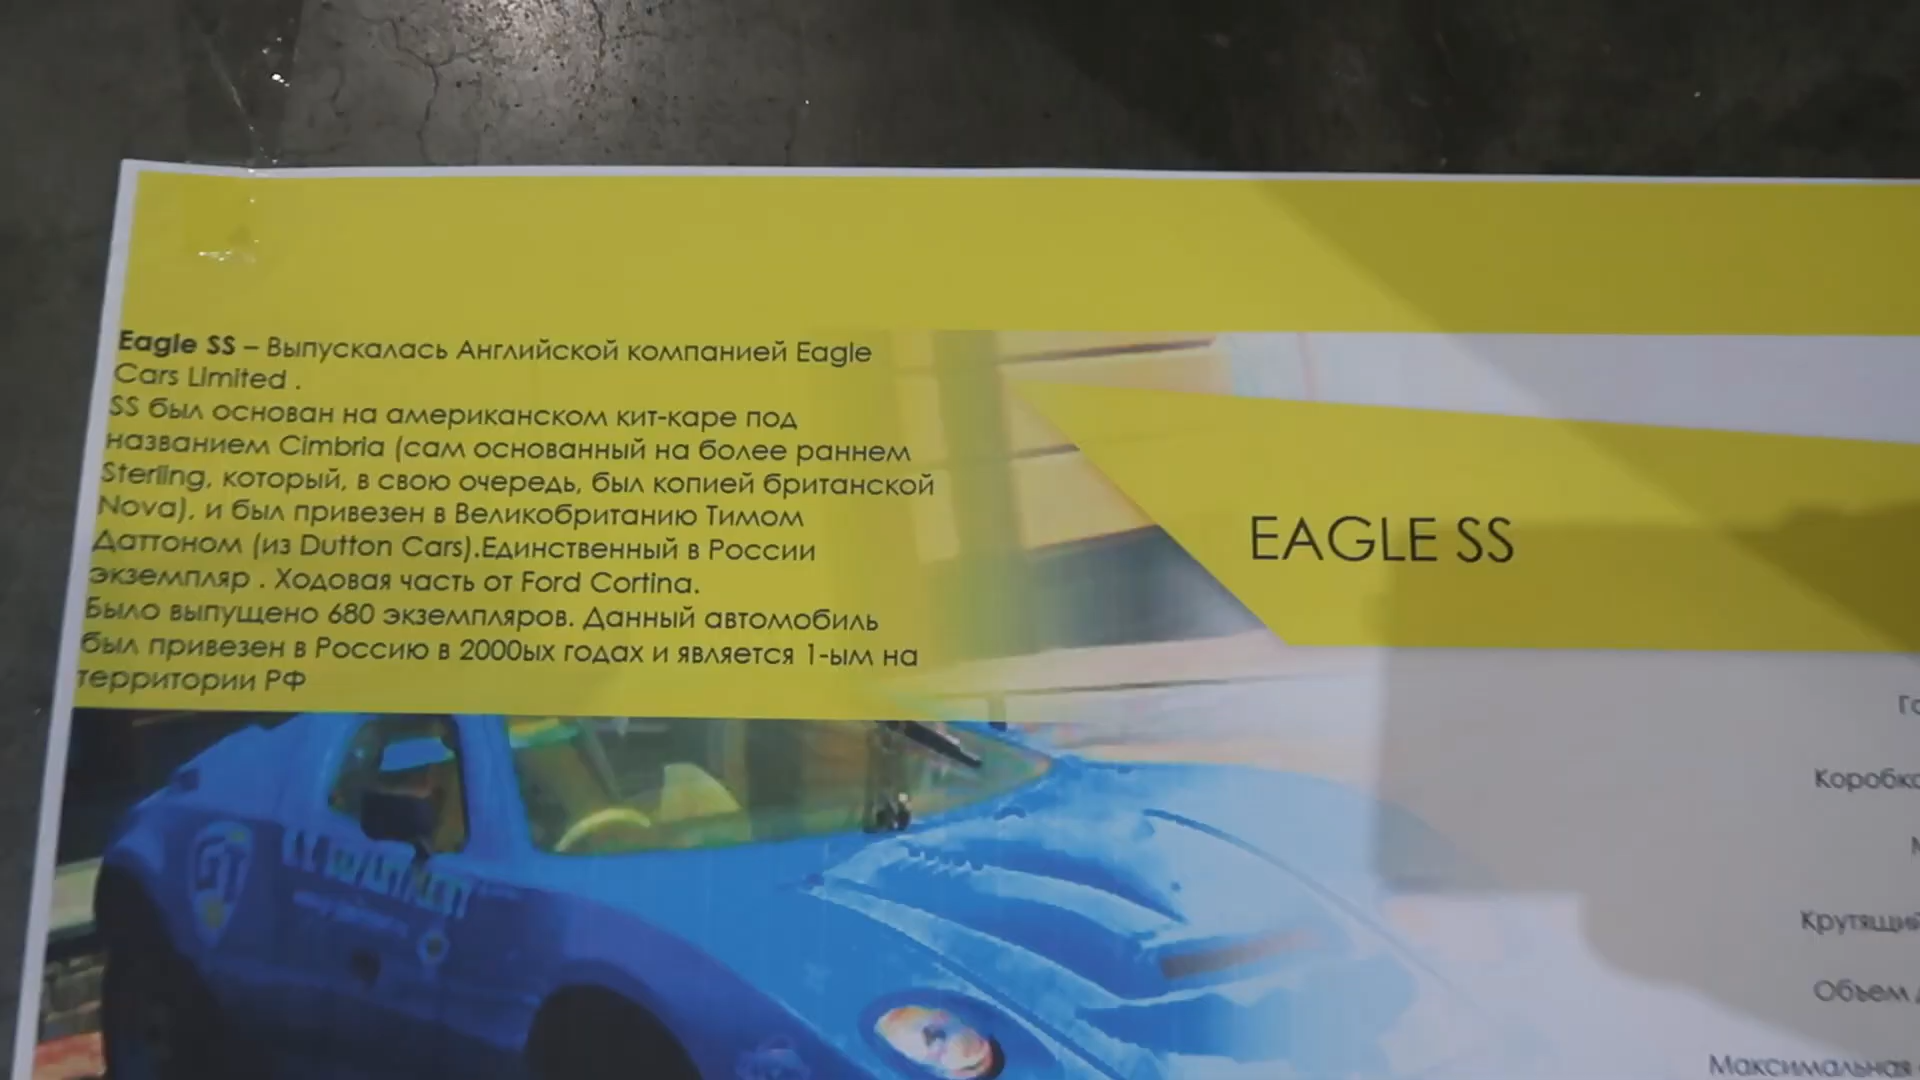 Eagle SS – Выпускалась Английской компанией Eagle
Cars Limited .
SS был основан на американском кит-каре под
названием Cimbria (сам основанный на более раннем
Sterling, который, в свою очередь, был копией британской
Nova), и был привезен в Великобританию Тимом
Даттоном (из Dutton Cars).Единственный в России
экземпляр . Ходовая часть от Ford Cortina.
Было выпущено 680 экземпляров. Данный автомобиль
был привезен в Россию в 2000ых годах и является 1-ым на
территории РФ
EAGLE SS
Коробка
Крутящий
Объем
Максимальная
GT